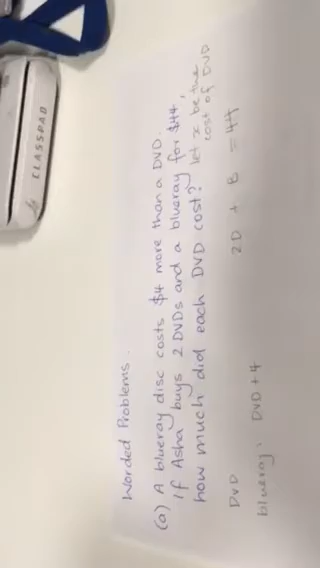 CLASSPAD
Worded Problems.
(a) A blueray disc costs $4 more than a DVD.
If Asha buys 2 DVDs and a blueray for $44,
how much did each DVD cost?
let x be the
cost of DVD
DVD
2D + B = 44
blueray: DVD+4